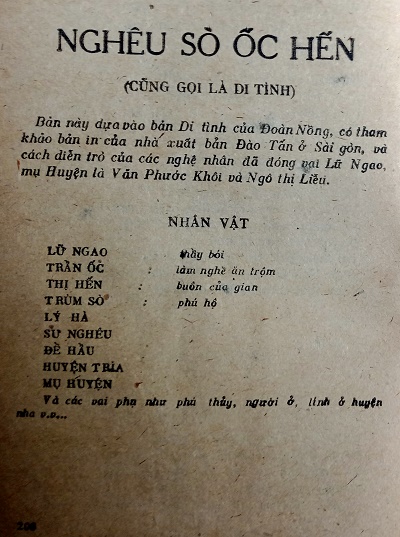 NGHÊU SÒ ỐC HẾN
(CŨNG GỌI LÀ DI TÌNH)
Bản này dựa vào bản Di tình của Đoàn Nồng, có tham
khảo bản in của nhà xuất bản Đào Tấn ở Sài gòn, và
cách diễn trò của các nghệ nhân đã đóng vai Lữ Ngao,
mụ Huyện là Văn Phước Khôi và Ngô thị Liễu.
NHÂN VẬT
LỮ NGAO thầy bói
TRẦN ỐC : làm nghề ăn trộm
THỊ HẾN : buôn của gian
TRÙM SÒ : phú hộ
LÝ HÀ
SƯ NGHÊU
ĐỀ HẦU
HUYỆN TRÌA
MỤ HUYỆN
Và các vai phụ như phù thủy, người ở, lính ở huyện
nha v.v...
208